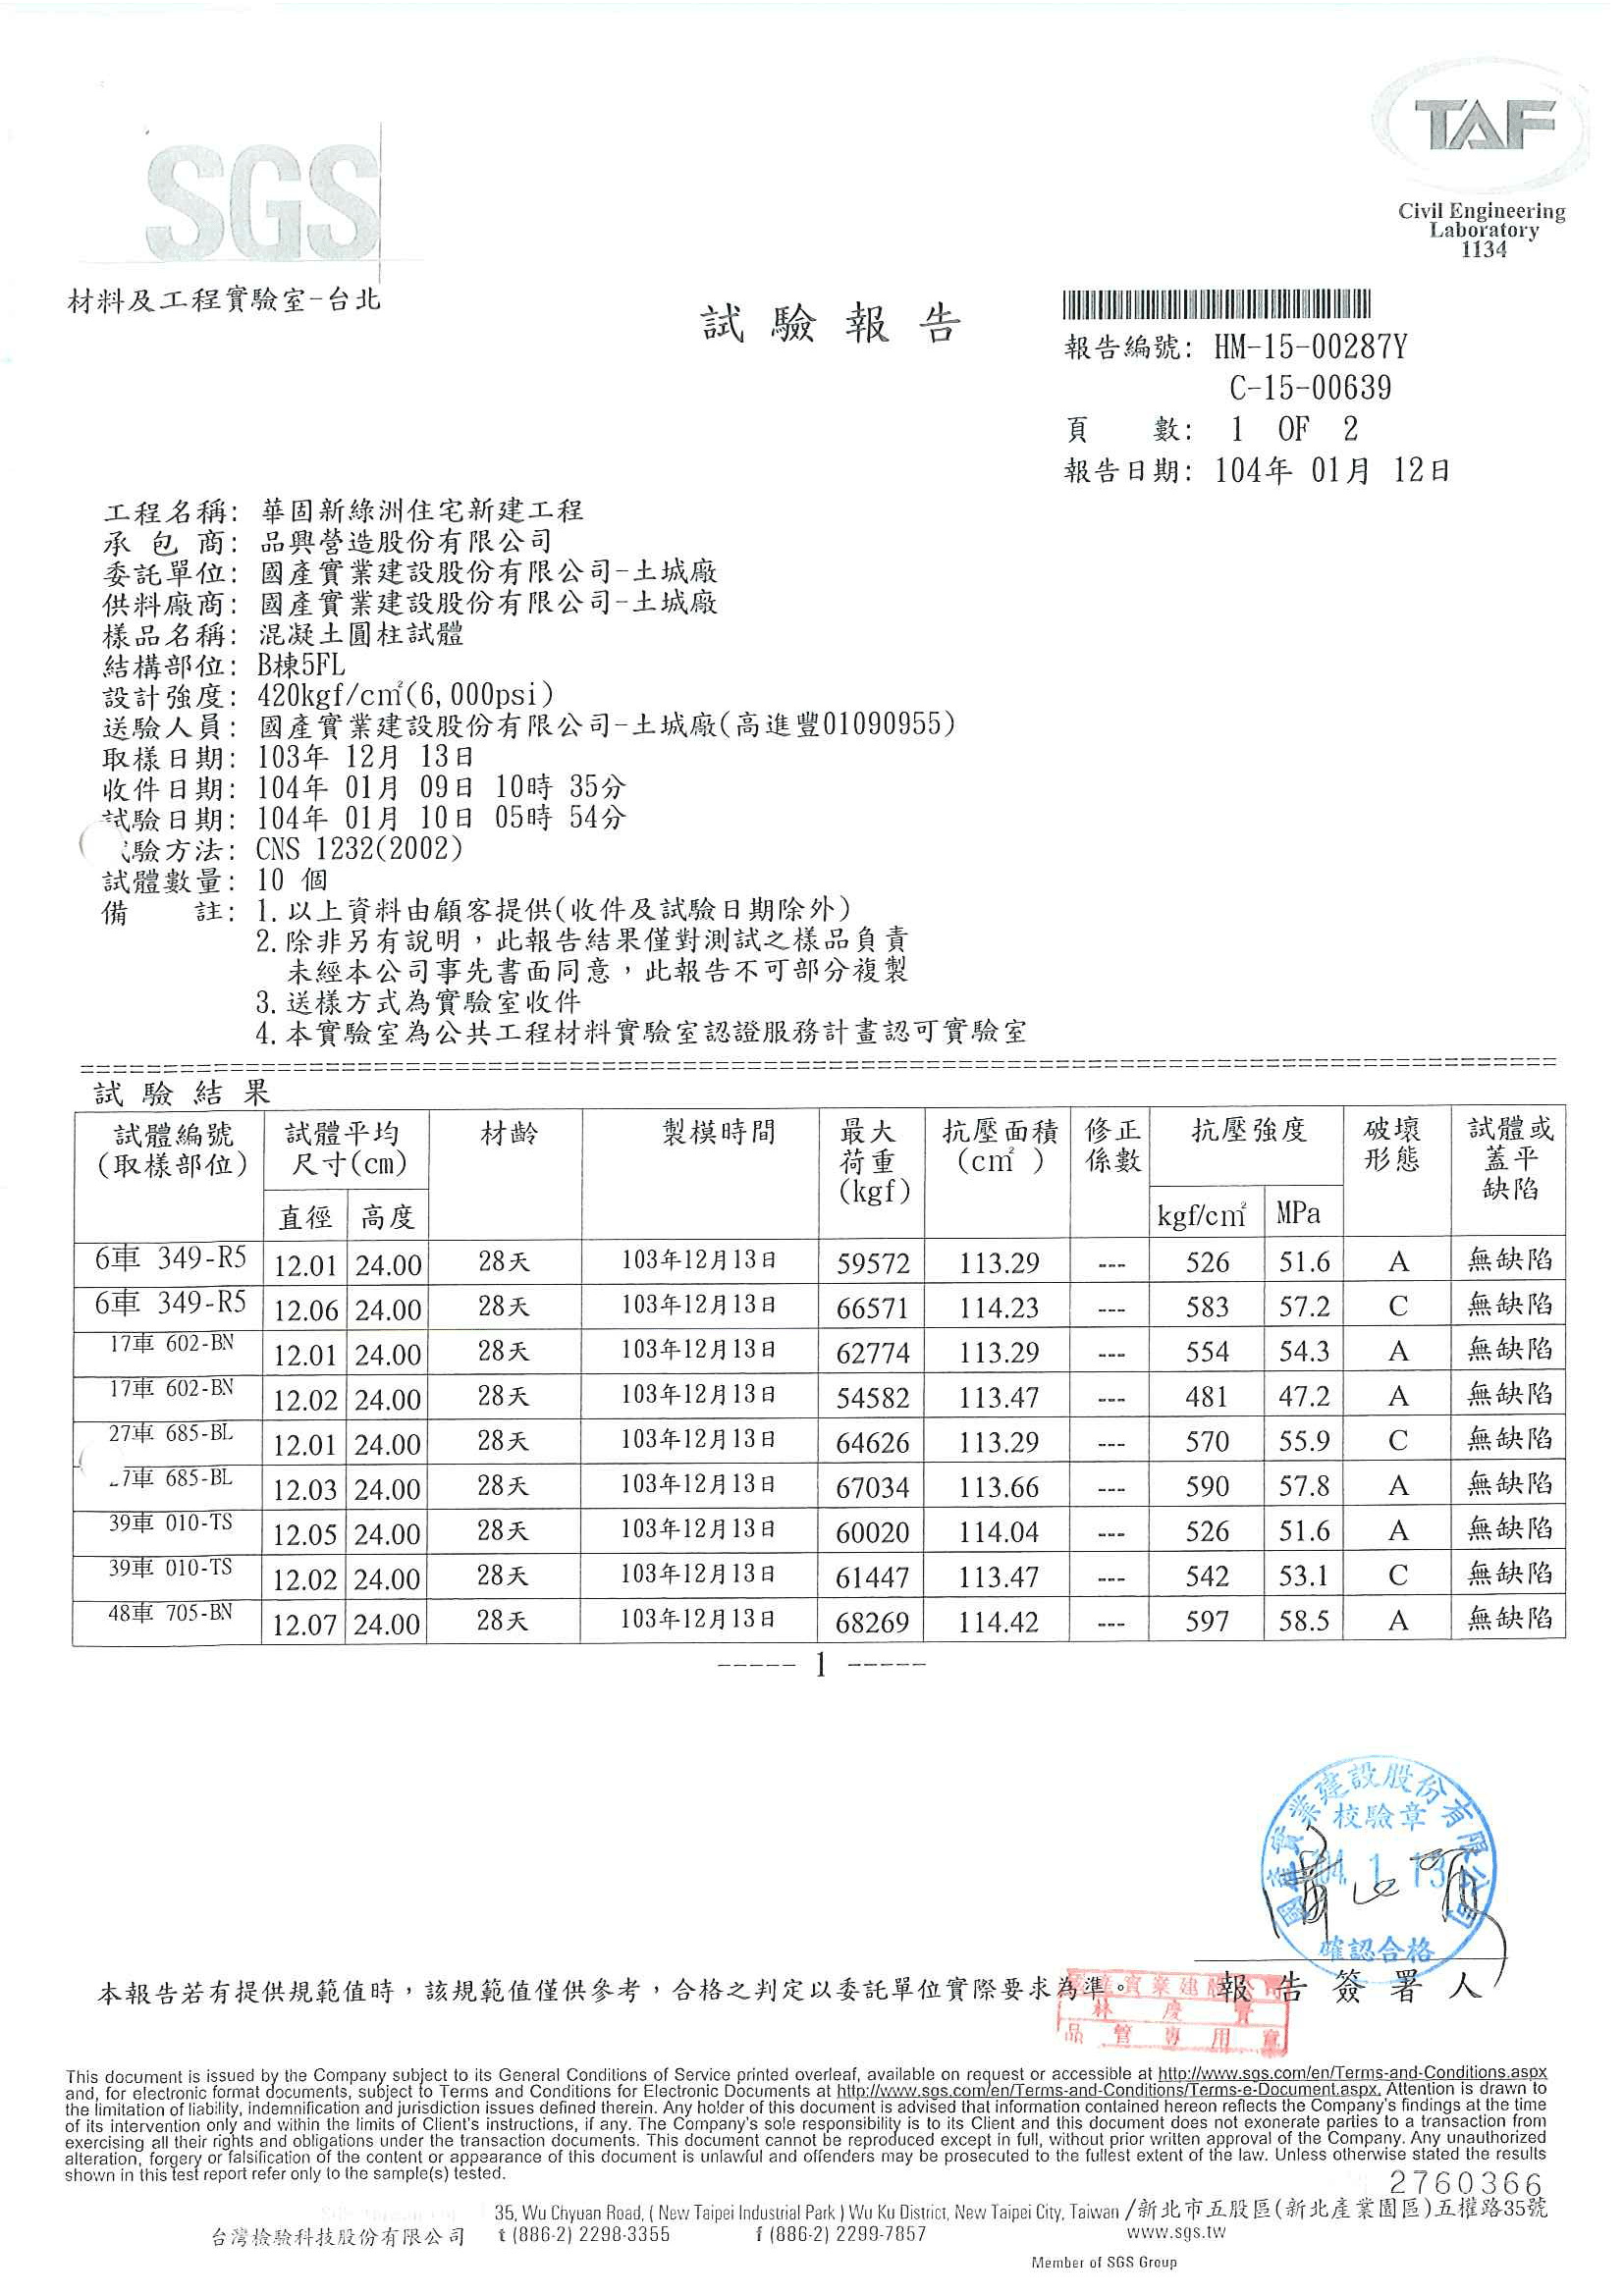 TAF
Civil Engineering
Laboratory
1134
SGS
材料及工程實驗室-台北
試驗報告
報告編號: HM-15-00287Y
C-15-00639
頁 數: 1 OF 2
報告日期: 104年 01月 12日
工程名稱: 華固新綠洲住宅新建工程
承包商: 品興營造股份有限公司
委託單位: 國產實業建設股份有限公司-土城廠
供料廠商: 國產實業建設股份有限公司-土城廠
樣品名稱: 混凝土圓柱試體
結構部位: B棟5FL
設計強度: 420kgf/c㎡(6,000psi)
送驗人員: 國產實業建設股份有限公司-土城廠(高進豐01090955)
取樣日期: 103年 12月 13日
收件日期: 104年 01月 09日 10時 35分
試驗日期: 104年 01月 10日 05時 54分
驗方法: CNS 1232(2002)
試體數量: 10 個
備 註: 1.以上資料由顧客提供(收件及試驗日期除外)
2.除非另有說明,此報告結果僅對測試之樣品負責
未經本公司事先書面同意,此報告不可部分複製
3.送樣方式為實驗室收件
4.本實驗室為公共工程材料實驗室認證服務計畫認可實驗室
試驗結果
試體編號 試體平均 材齡 製模時間 最大 抗壓面積 修正 抗壓強度 破壞 試體或
(取樣部位) 尺寸(cm) 荷重 (c㎡) 係數 形態 蓋平
(kgf) 缺陷
直徑 高度 kgf/c㎡ MPa
6車 349-R5 12.01 24.00 28天 103年12月13日 59572 113.29 --- 526 51.6 A 無缺陷
6車 349-R5 12.06 24.00 28天 103年12月13日 66571 114.23 --- 583 57.2 C 無缺陷
17車 602-BN 12.01 24.00 28天 103年12月13日 62774 113.29 --- 554 54.3 A 無缺陷
17車 602-BN 12.02 24.00 28天 103年12月13日 54582 113.47 --- 481 47.2 A 無缺陷
27車 685-BL 12.01 24.00 28天 103年12月13日 64626 113.29 --- 570 55.9 C 無缺陷
7車 685-BL 12.03 24.00 28天 103年12月13日 67034 113.66 --- 590 57.8 A 無缺陷
39車 010-TS 12.05 24.00 28天 103年12月13日 60020 114.04 --- 526 51.6 A 無缺陷
39車 010-TS 12.02 24.00 28天 103年12月13日 61447 113.47 --- 542 53.1 C 無缺陷
48車 705-BN 12.07 24.00 28天 103年12月13日 68269 114.42 --- 597 58.5 A 無缺陷
----- 1 -----
國產實業建設股份有限公司
校驗章
104. 1. 13
確認合格
本報告若有提供規範值時,該規範值僅供參考,合格之判定以委託單位實際要求為準。
報告簽署人
林慶
品管專用章
This document is issued by the Company subject to its General Conditions of Service printed overleaf, available on request or accessible at http://www.sgs.com/en/Terms-and-Conditions.aspx
and, for electronic format documents, subject to Terms and Conditions for Electronic Documents at http://www.sgs.com/en/Terms-and-Conditions/Terms-e-Document.aspx. Attention is drawn to
the limitation of liability, indemnification and jurisdiction issues defined therein. Any holder of this document is advised that information contained hereon reflects the Company's findings at the time
of its intervention only and within the limits of Client's instructions, if any. The Company's sole responsibility is to its Client and this document does not exonerate parties to a transaction from
exercising all their rights and obligations under the transaction documents. This document cannot be reproduced except in full, without prior written approval of the Company. Any unauthorized
alteration, forgery or falsification of the content or appearance of this document is unlawful and offenders may be prosecuted to the fullest extent of the law. Unless otherwise stated the results
shown in this test report refer only to the sample(s) tested.
2760366
35, Wu Chyuan Road, ( New Taipei Industrial Park ) Wu Ku District, New Taipei City, Taiwan /新北市五股區(新北產業園區)五權路35號
台灣檢驗科技股份有限公司 t (886-2) 2298-3355 f (886-2) 2299-7857 www.sgs.tw
Member of SGS Group